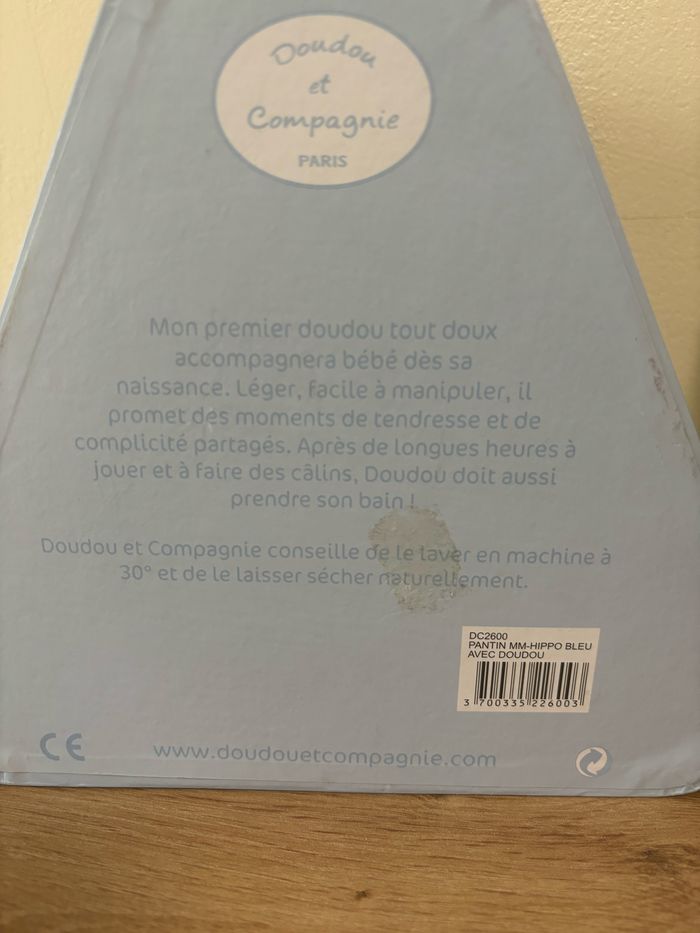 Doudou
et
Compagnie
PARIS
Mon premier doudou tout doux
accompagnera bébé dès sa
naissance. Léger, facile à manipuler, il
promet des moments de tendresse et de
complicité partagés. Après de longues heures à
jouer et à faire des câlins, Doudou doit aussi
prendre son bain !
Doudou et Compagnie conseille de le laver en machine à
30° et de le laisser sécher naturellement.
DC2600
PANTIN MM-HIPPO BLEU
AVEC DOUDOU
3 700335 226003
CE
www.doudouetcompagnie.com